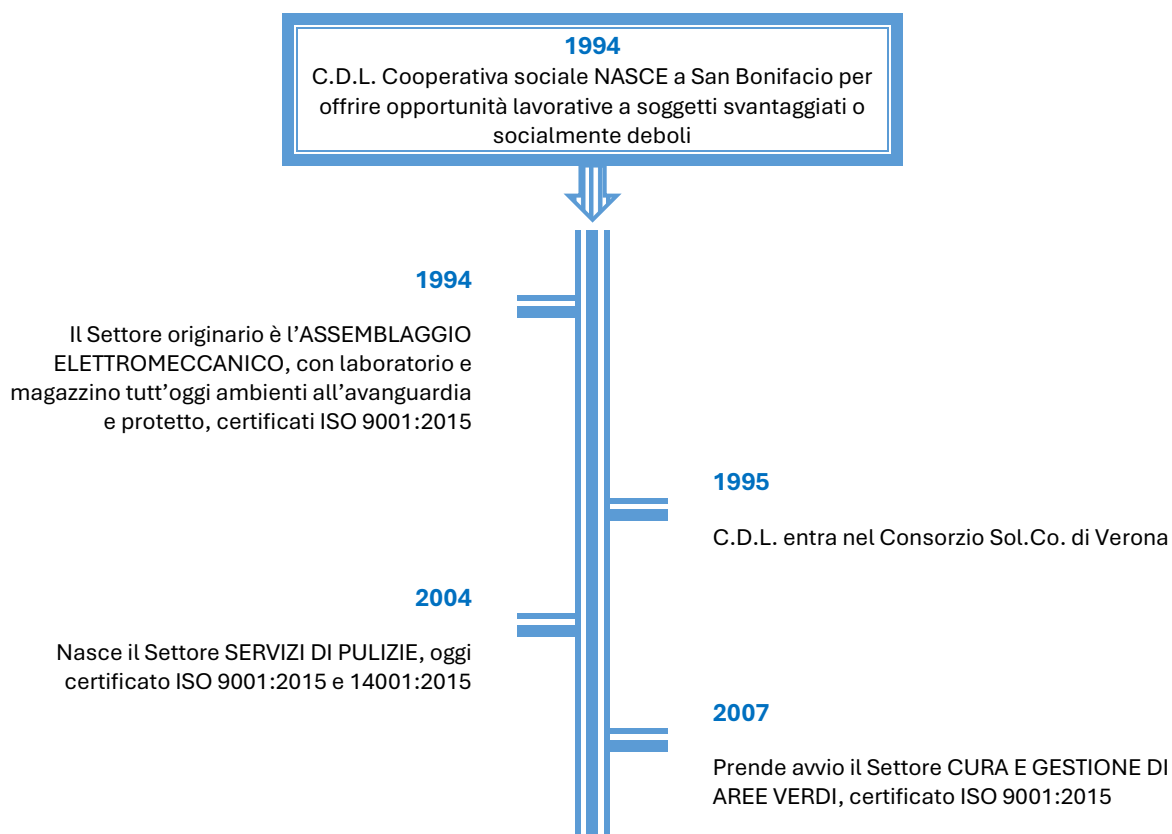 1994
C.D.L. Cooperativa sociale NASCE a San Bonifacio per
offrire opportunità lavorative a soggetti svantaggiati o
socialmente deboli
1994
Il Settore originario è l’ASSEMBLAGGIO
ELETTROMECCANICO, con laboratorio e
magazzino tutt’oggi ambienti all’avanguardia
e protetto, certificati ISO 9001:2015
1995
C.D.L. entra nel Consorzio Sol.Co. di Verona
2004
Nasce il Settore SERVIZI DI PULIZIE, oggi
certificato ISO 9001:2015 e 14001:2015
2007
Prende avvio il Settore CURA E GESTIONE DI
AREE VERDI, certificato ISO 9001:2015